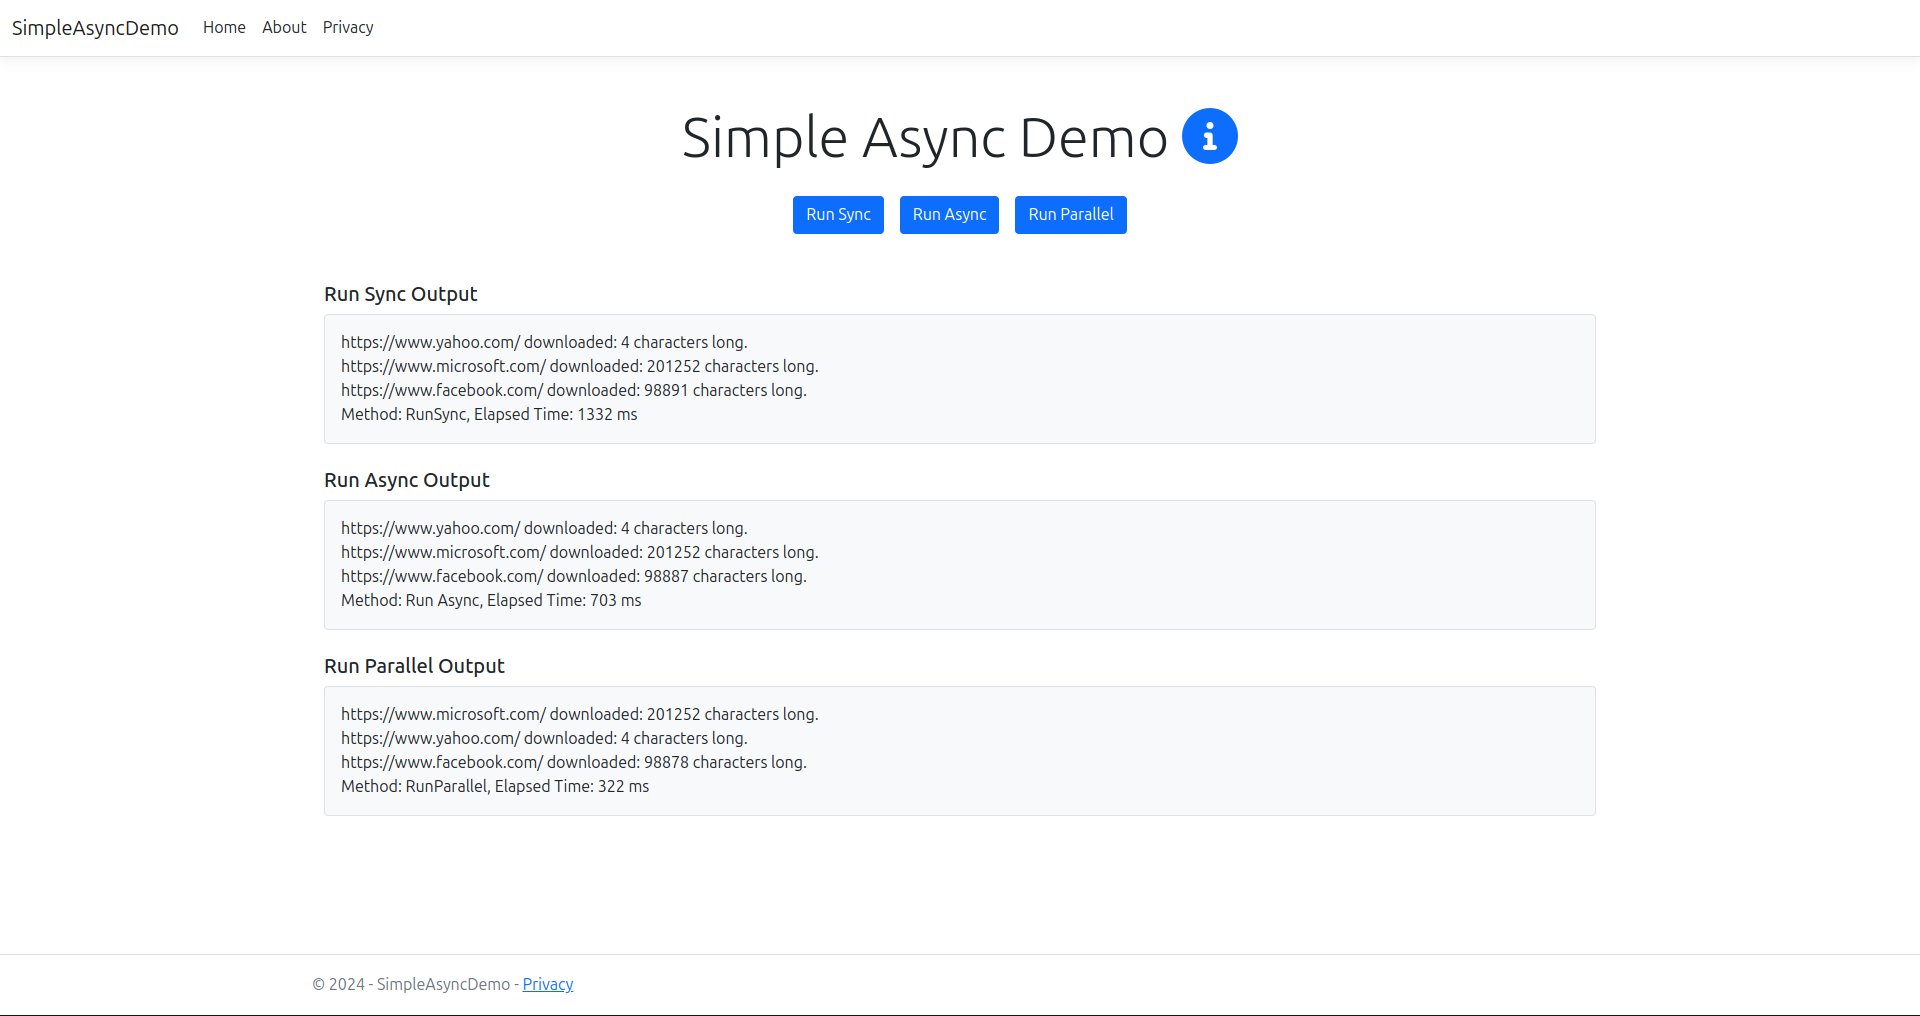 SimpleAsyncDemo Home About Privacy
Simple Async Demo
Run Sync Run Async Run Parallel
Run Sync Output
https://www.yahoo.com/ downloaded: 4 characters long.
https://www.microsoft.com/ downloaded: 201252 characters long.
https://www.facebook.com/ downloaded: 98891 characters long.
Method: RunSync, Elapsed Time: 1332 ms
Run Async Output
https://www.yahoo.com/ downloaded: 4 characters long.
https://www.microsoft.com/ downloaded: 201252 characters long.
https://www.facebook.com/ downloaded: 98887 characters long.
Method: Run Async, Elapsed Time: 703 ms
Run Parallel Output
https://www.microsoft.com/ downloaded: 201252 characters long.
https://www.yahoo.com/ downloaded: 4 characters long.
https://www.facebook.com/ downloaded: 98878 characters long.
Method: RunParallel, Elapsed Time: 322 ms
© 2024 - SimpleAsyncDemo - Privacy